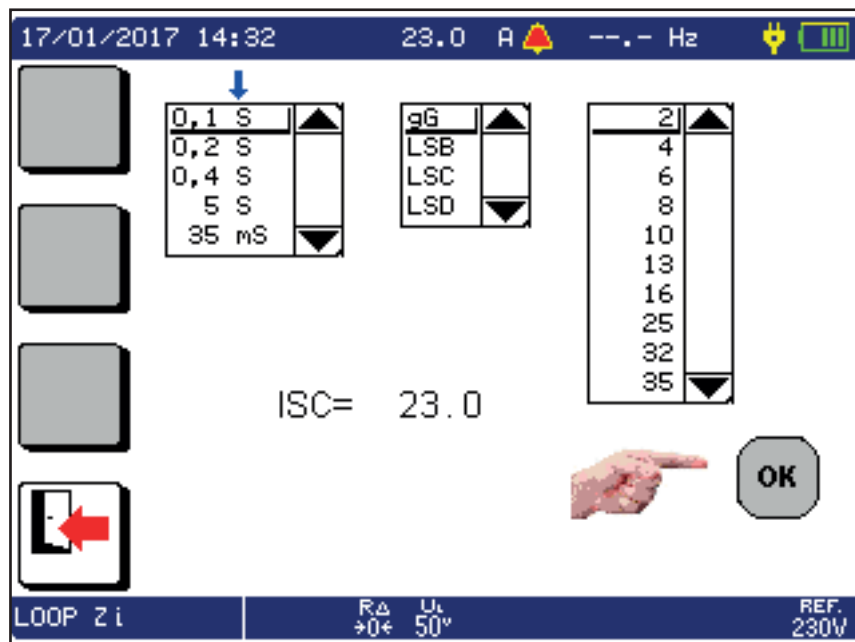 17/01/2017 14:32 23.0 A --.- Hz
0,1 S
0,2 S
0,4 S
5 S
35 mS
gG
LSB
LSC
LSD
2
4
6
8
10
13
16
25
32
35
ISC= 23.0
OK
LOOP Zi
RΔ
→0←
UL
50V
REF.
230V